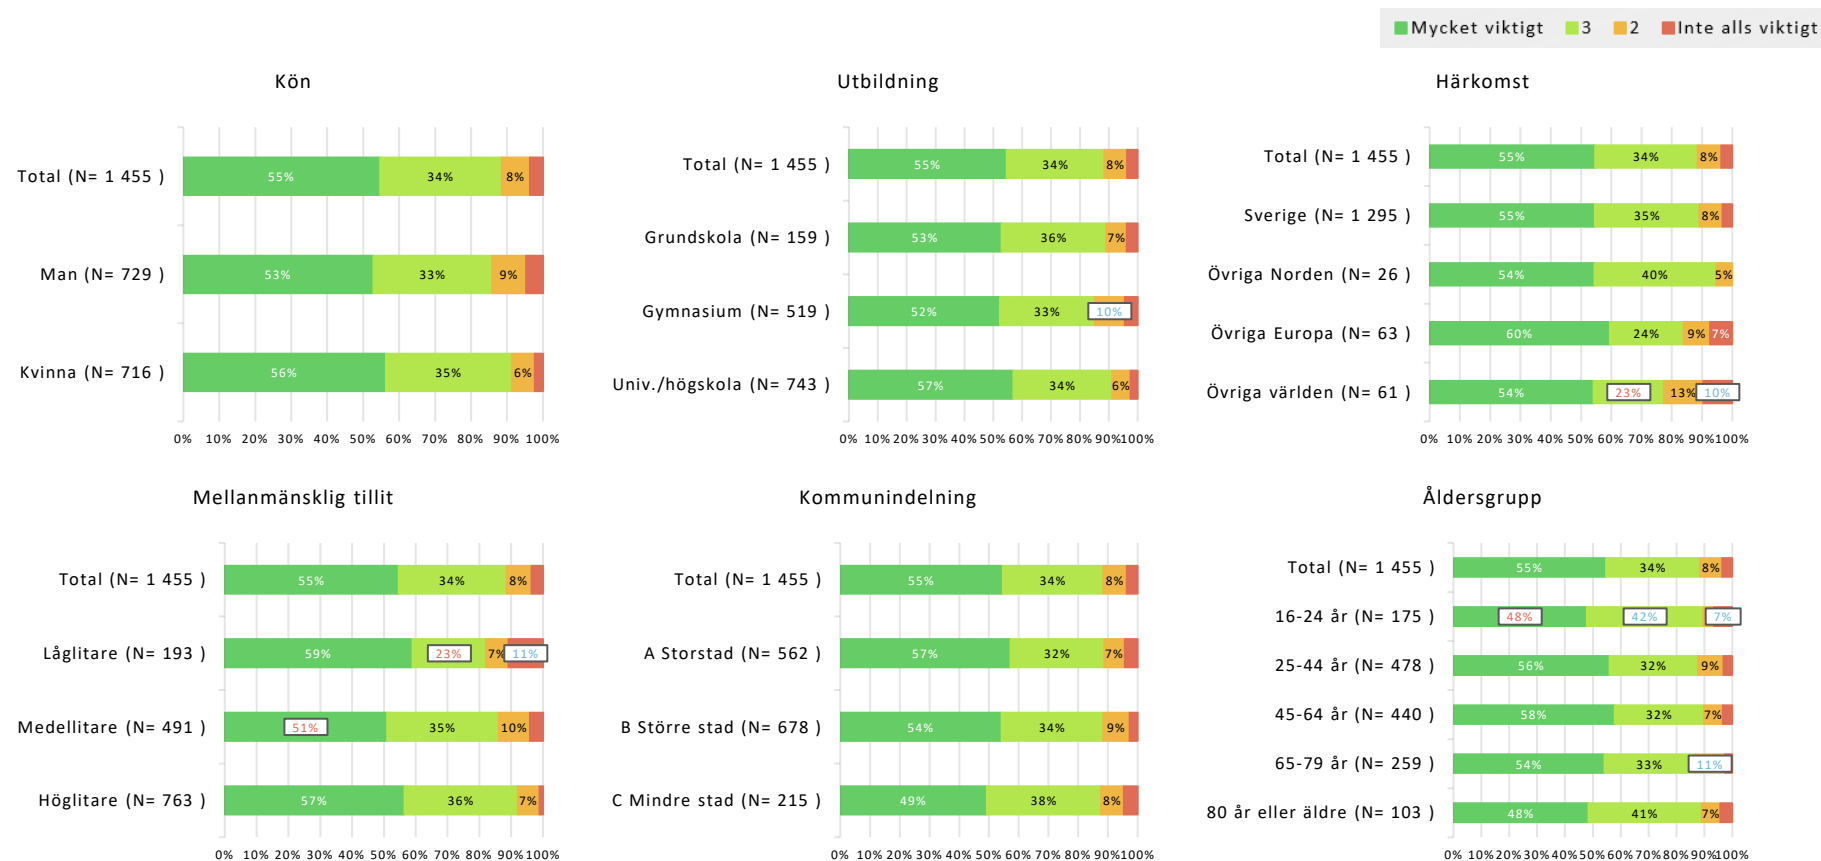 Mycket viktigt 3 2 Inte alls viktigt
Kön
Total (N= 1 455 ) 55% 34% 8%
Man (N= 729 ) 53% 33% 9%
Kvinna (N= 716 ) 56% 35% 6%
0% 10% 20% 30% 40% 50% 60% 70% 80% 90% 100%
Utbildning
Total (N= 1 455 ) 55% 34% 8%
Grundskola (N= 159 ) 53% 36% 7%
Gymnasium (N= 519 ) 52% 33% 10%
Univ./högskola (N= 743 ) 57% 34% 6%
0% 10% 20% 30% 40% 50% 60% 70% 80% 90% 100%
Härkomst
Total (N= 1 455 ) 55% 34% 8%
Sverige (N= 1 295 ) 55% 35% 8%
Övriga Norden (N= 26 ) 54% 40% 5%
Övriga Europa (N= 63 ) 60% 24% 9% 7%
Övriga världen (N= 61 ) 54% 23% 13% 10%
0% 10% 20% 30% 40% 50% 60% 70% 80% 90% 100%
Mellanmänsklig tillit
Total (N= 1 455 ) 55% 34% 8%
Låglitare (N= 193 ) 59% 23% 7% 11%
Medellitare (N= 491 ) 51% 35% 10%
Höglitare (N= 763 ) 57% 36% 7%
0% 10% 20% 30% 40% 50% 60% 70% 80% 90% 100%
Kommunindelning
Total (N= 1 455 ) 55% 34% 8%
A Storstad (N= 562 ) 57% 32% 7%
B Större stad (N= 678 ) 54% 34% 9%
C Mindre stad (N= 215 ) 49% 38% 8%
0% 10% 20% 30% 40% 50% 60% 70% 80% 90% 100%
Åldersgrupp
Total (N= 1 455 ) 55% 34% 8%
16-24 år (N= 175 ) 48% 42% 7%
25-44 år (N= 478 ) 56% 32% 9%
45-64 år (N= 440 ) 58% 32% 7%
65-79 år (N= 259 ) 54% 33% 11%
80 år eller äldre (N= 103 ) 48% 41% 7%
0% 10% 20% 30% 40% 50% 60% 70% 80% 90% 100%